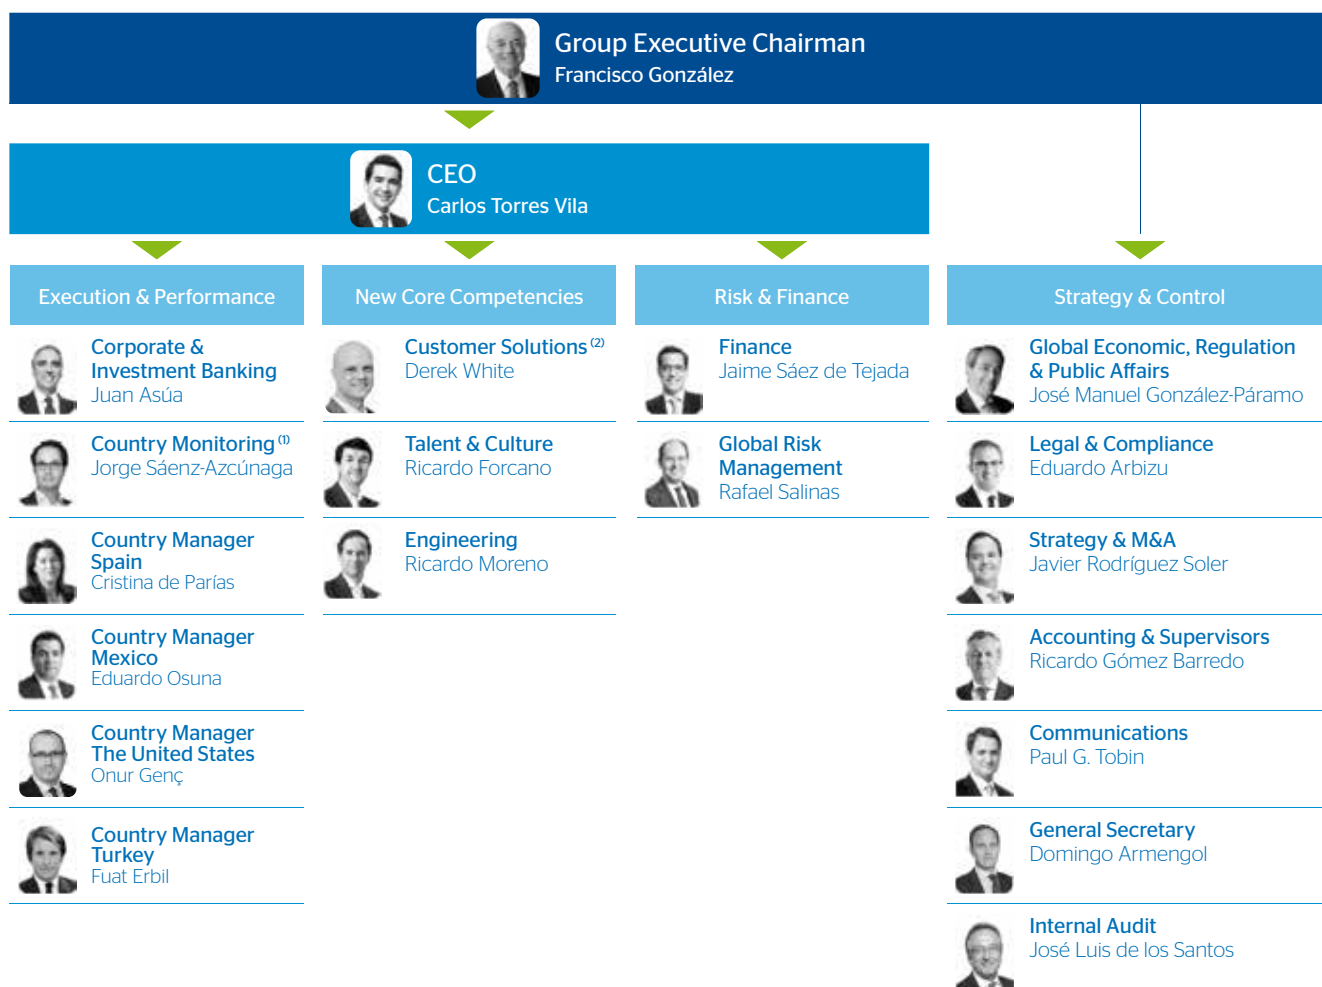 Group Executive Chairman
Francisco González
CEO
Carlos Torres Vila
Execution & Performance
Corporate &
Investment Banking
Juan Asúa
Country Monitoring (1)
Jorge Sáenz-Azcúnaga
Country Manager
Spain
Cristina de Parías
Country Manager
Mexico
Eduardo Osuna
Country Manager
The United States
Onur Genç
Country Manager
Turkey
Fuat Erbil
New Core Competencies
Customer Solutions (2)
Derek White
Talent & Culture
Ricardo Forcano
Engineering
Ricardo Moreno
Risk & Finance
Finance
Jaime Sáez de Tejada
Global Risk
Management
Rafael Salinas
Strategy & Control
Global Economic, Regulation
& Public Affairs
José Manuel González-Páramo
Legal & Compliance
Eduardo Arbizu
Strategy & M&A
Javier Rodríguez Soler
Accounting & Supervisors
Ricardo Gómez Barredo
Communications
Paul G. Tobin
General Secretary
Domingo Armengol
Internal Audit
José Luis de los Santos